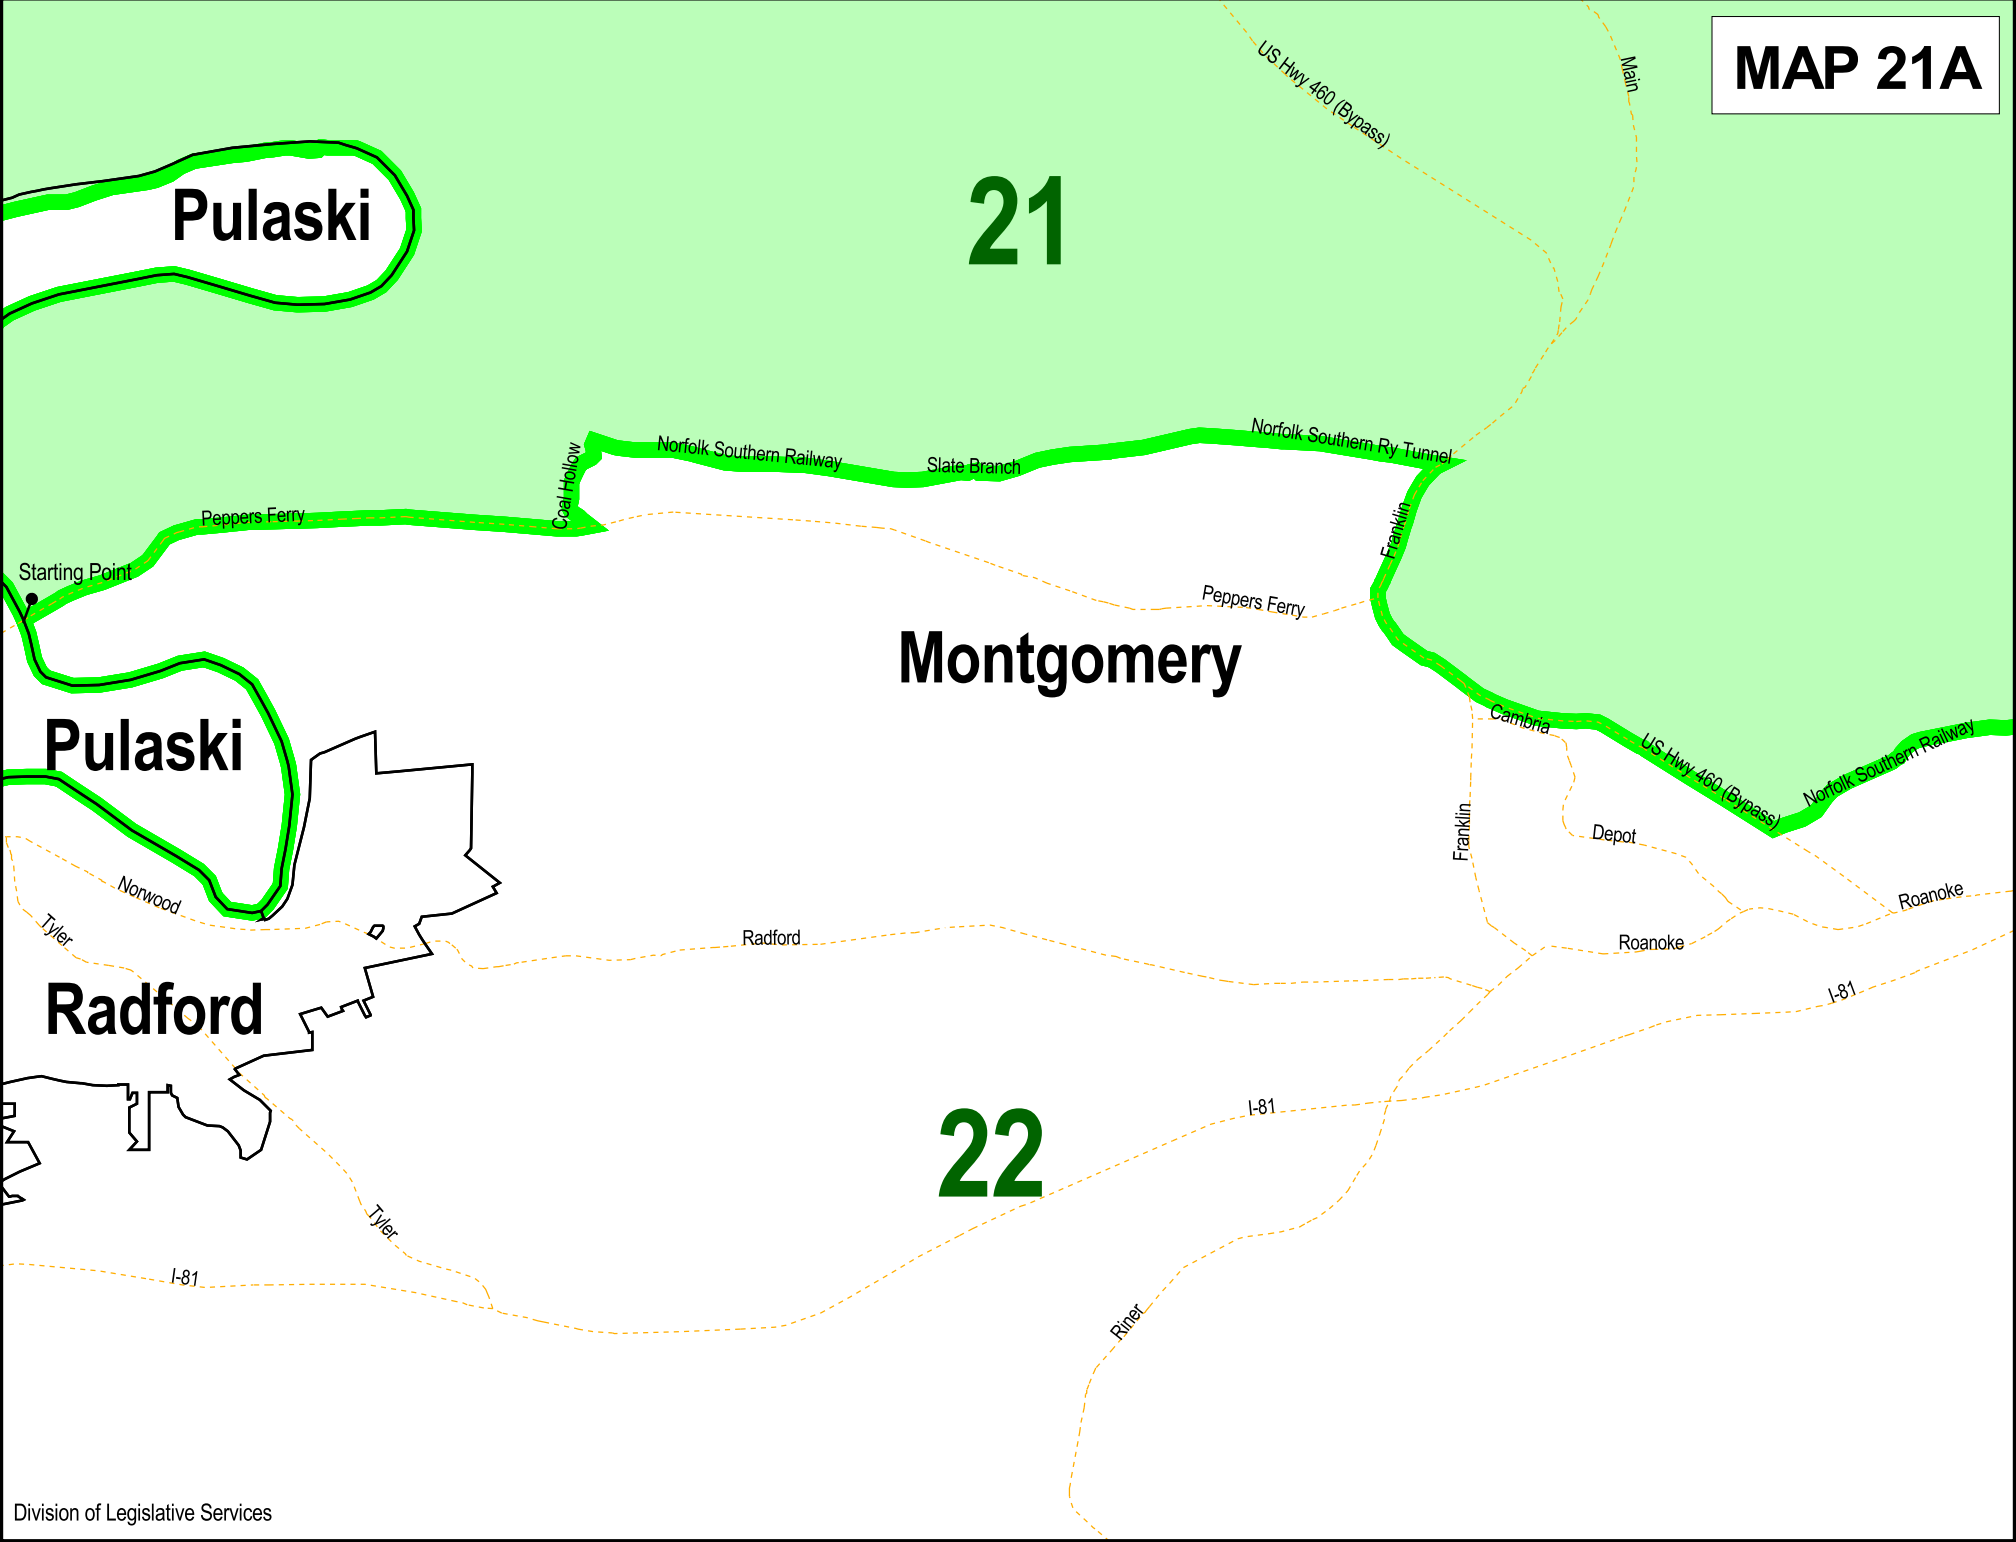 MAP 21A
Main
US Hwy 460 (Bypass)
Pulaski
21
Norfolk Southern Ry Tunnel
Norfolk Southern Railway
Slate Branch
Coal Hollow
Peppers Ferry
Franklin
Starting Point
Peppers Ferry
Montgomery
Cambria
Pulaski
US Hwy 460 (Bypass)
Norfolk Southern Railway
Franklin
Depot
Norwood
Roanoke
Tyler
Radford
Roanoke
I-81
Radford
I-81
22
Tyler
I-81
Riner
Division of Legislative Services